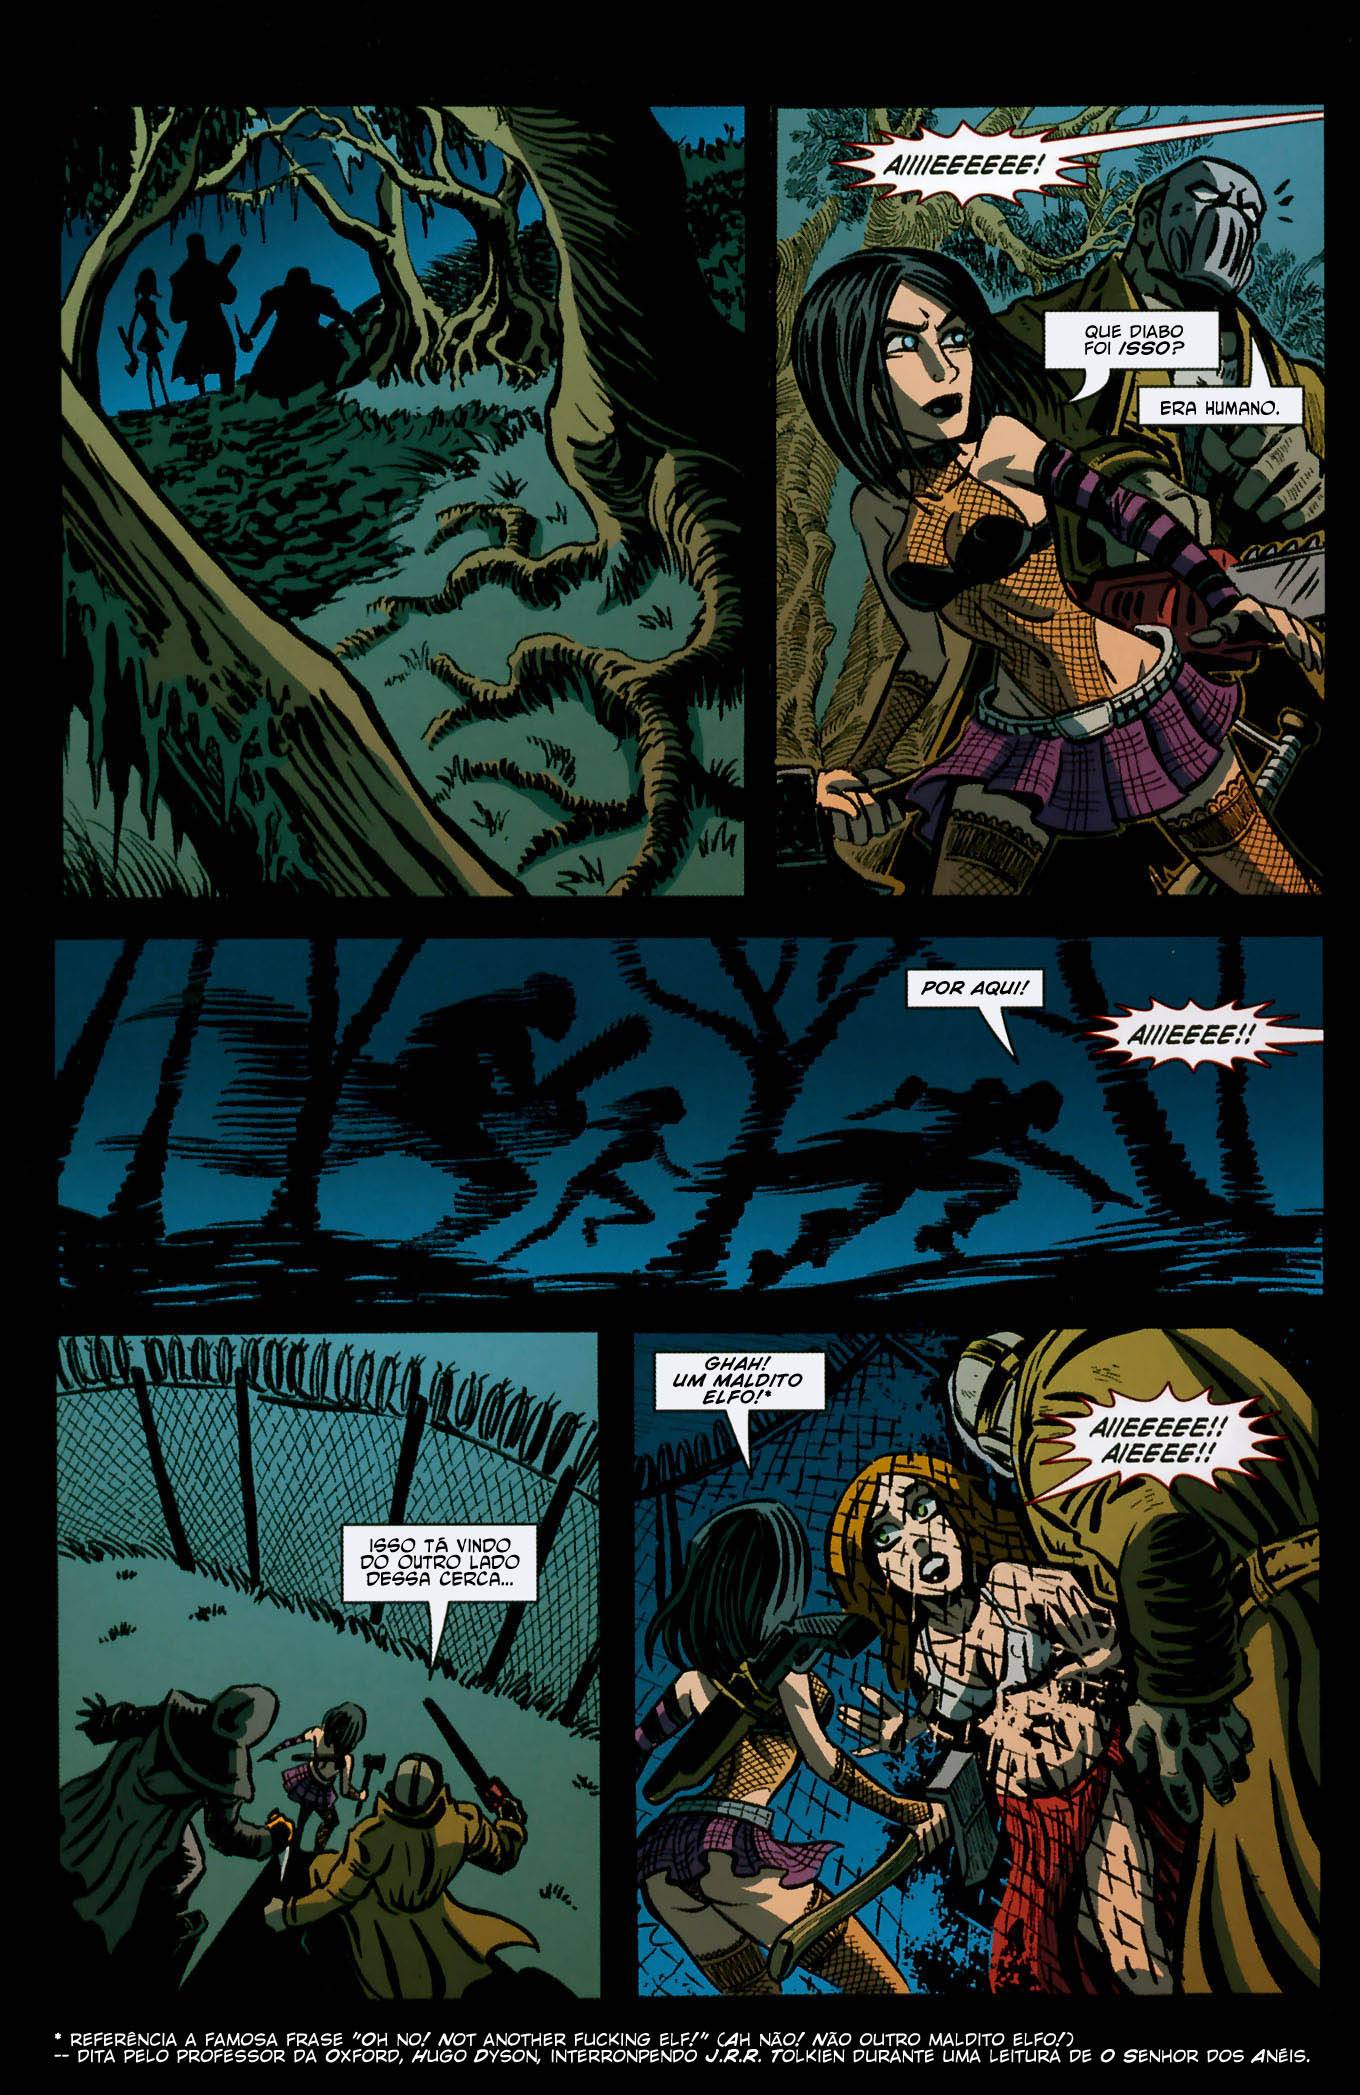 AIIIIEEEEEEE!
QUE DIABO
FOI ISSO?
ERA HUMANO.
POR AQUI!
AIIIEEEE!!
ISSO TÁ VINDO
DO OUTRO LADO
DESSA CERCA...
GHAH!
UM MALDITO
ELFO!*
AIIEEEEE!!
AIEEEE!!
* REFERÊNCIA A FAMOSA FRASE "OH NO! NOT ANOTHER FUCKING ELF!" (AH NÃO! NÃO OUTRO MALDITO ELFO!)
-- DITA PELO PROFESSOR DA OXFORD, HUGO DYSON, INTERRONPENDO J.R.R. TOLKIEN DURANTE UMA LEITURA DE O SENHOR DOS ANÉIS.